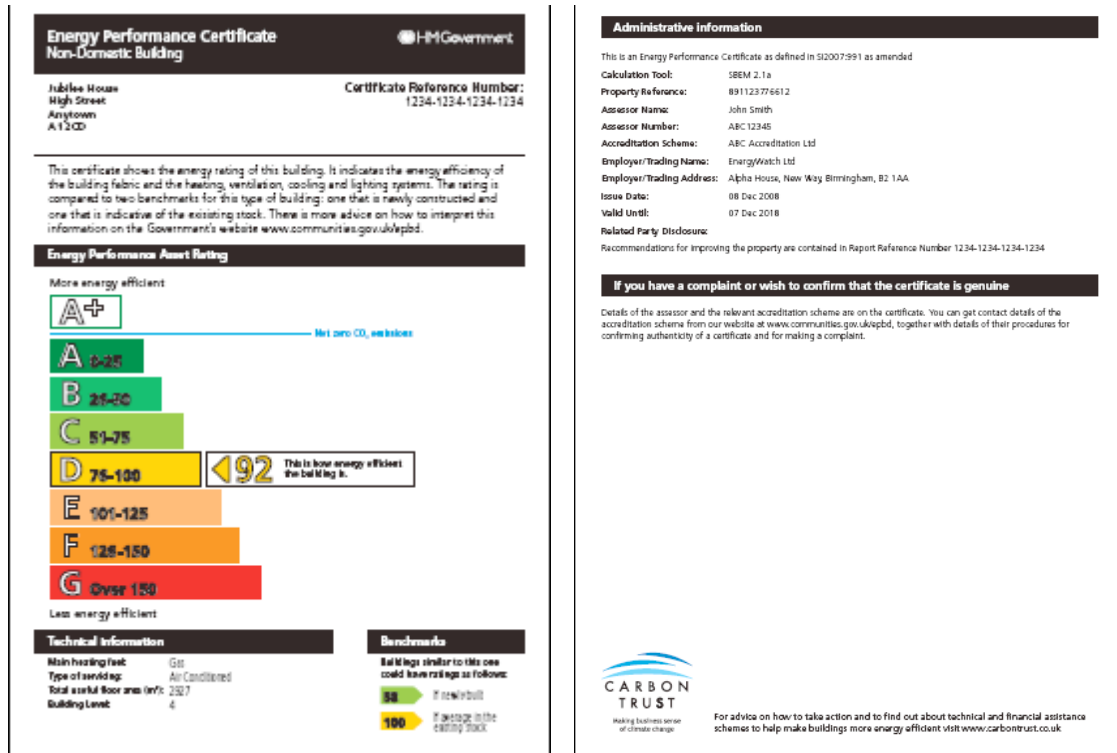 Energy Performance Certificate
Non-Domestic Building
HM Government
Jubilee House
High Street
Anytown
A1 2CD
Certificate Reference Number:
1234-1234-1234-1234
This certificate shows the energy rating of this building. It indicates the energy efficiency of
the building fabric and the heating, ventilation, cooling and lighting systems. The rating is
compared to two benchmarks for this type of building: one that is newly constructed and
one that is indicative of the exisisting stock. There is more advice on how to interpret this
information on the Government's website www.communities.gov.uk/epbd.
Energy Performance Asset Rating
More energy efficient
A+
Net zero CO₂ emissions
A 0-25
B 26-50
C 51-75
D 76-100
92 This is how energy efficient
the building is.
E 101-125
F 126-150
G Over 150
Less energy efficient
Technical Information
Main heating fuel: Gas
Type of servicing: Air Conditioned
Total useful floor area (m²): 2927
Building Level: 4
Benchmarks
Buildings similar to this one
could have ratings as follows:
58 If newly built
100 If average in the
existing stock
Administrative information
This is an Energy Performance Certificate as defined in SI2007:991 as amended
Calculation Tool: SBEM 2.1a
Property Reference: 891123776612
Assessor Name: John Smith
Assessor Number: ABC12345
Accreditation Scheme: ABC Accreditation Ltd
Employer/Trading Name: EnergyWatch Ltd
Employer/Trading Address: Alpha House, New Way, Birmingham, B2 1AA
Issue Date: 08 Dec 2008
Valid Until: 07 Dec 2018
Related Party Disclosure:
Recommendations for improving the property are contained in Report Reference Number 1234-1234-1234-1234
If you have a complaint or wish to confirm that the certificate is genuine
Details of the assessor and the relevant accreditation scheme are on the certificate. You can get contact details of the
accreditation scheme from our website at www.communities.gov.uk/epbd, together with details of their procedures for
confirming authenticity of a certificate and for making a complaint.
CARBON
TRUST
Making business sense
of climate change
For advice on how to take action and to find out about technical and financial assistance
schemes to help make buildings more energy efficient visit www.carbontrust.co.uk